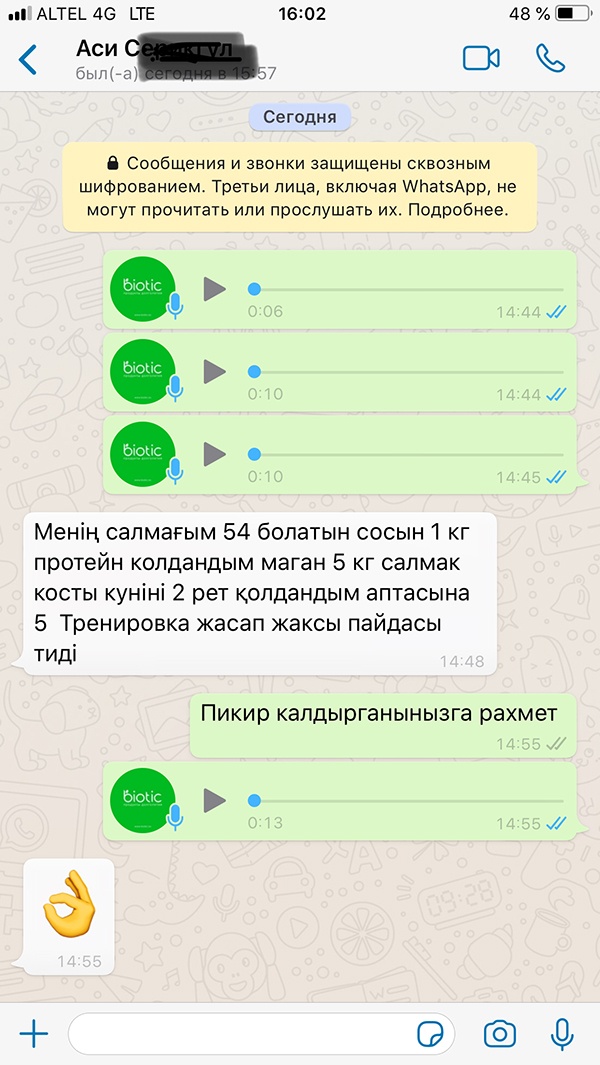 ALTEL 4G LTE 16:02 48 %
Аси
был(-а) сегодня в 15:57
Сегодня
Сообщения и звонки защищены сквозным
шифрованием. Третьи лица, включая WhatsApp, не
могут прочитать или прослушать их. Подробнее.
biotic
0:06 14:44
biotic
0:10 14:44
biotic
0:10 14:45
Менің салмағым 54 болатын сосын 1 кг
протейн колдандым маган 5 кг салмак
косты куніні 2 рет қолдандым аптасына
5 Тренировка жасап жаксы пайдасы
тиді
14:48
Пикир калдырганынызга рахмет
14:55
biotic
0:13 14:55
14:55